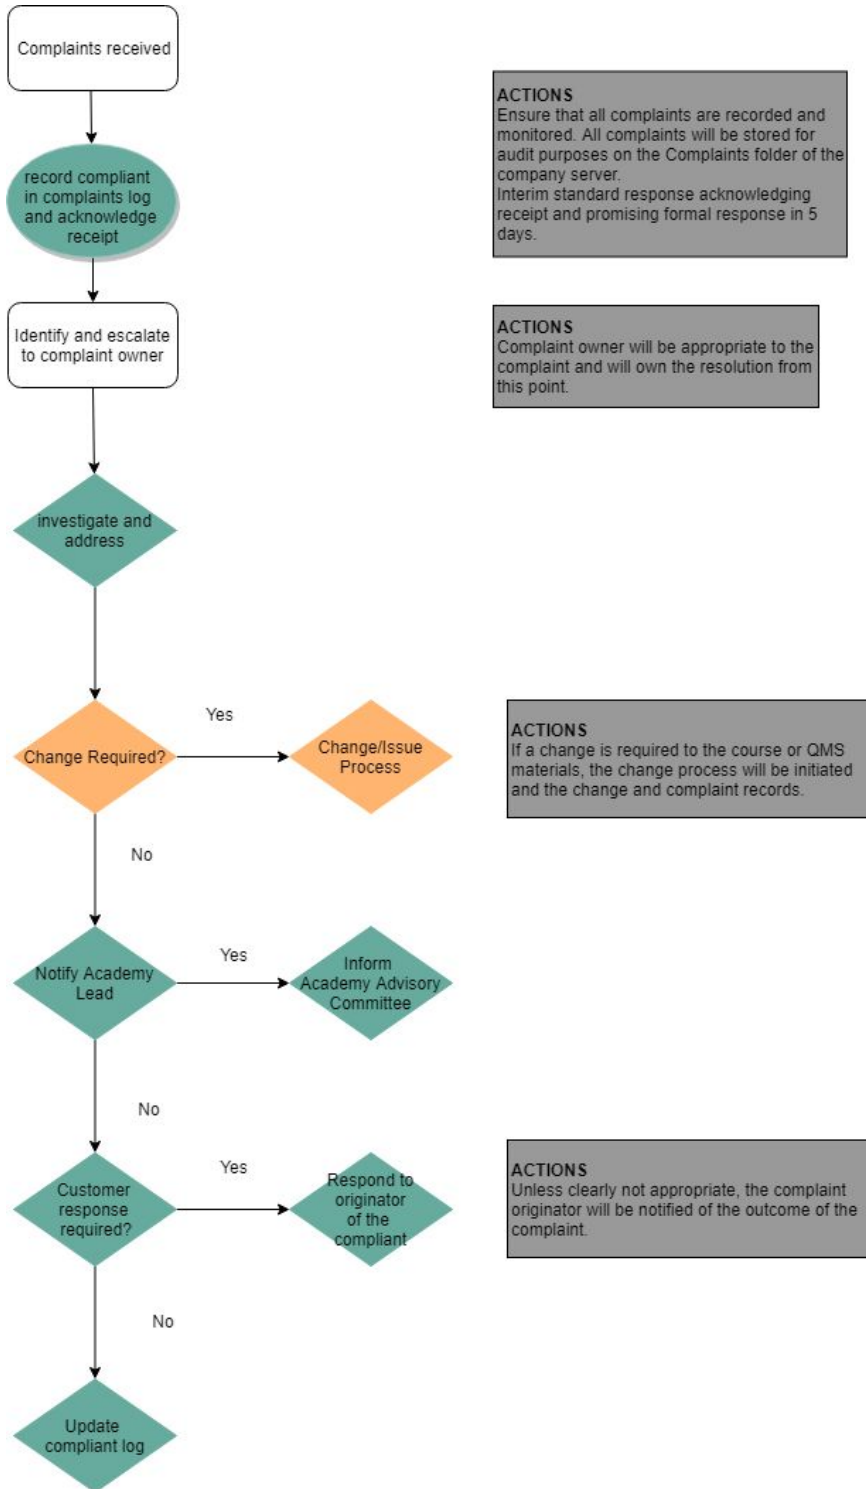 Complaints received
ACTIONS
Ensure that all complaints are recorded and
monitored. All complaints will be stored for
audit purposes on the Complaints folder of the
company server.
Interim standard response acknowledging
receipt and promising formal response in 5
days.
record compliant
in complaints log
and acknowledge
receipt
Identify and escalate
to complaint owner
ACTIONS
Complaint owner will be appropriate to the
complaint and will own the resolution from
this point.
investigate and
address
Change Required?
Yes
Change/Issue
Process
ACTIONS
If a change is required to the course or QMS
materials, the change process will be initiated
and the change and complaint records.
No
Notify Academy
Lead
Yes
Inform
Academy Advisory
Committee
No
Customer
response
required?
Yes
Respond to
originator
of the
compliant
ACTIONS
Unless clearly not appropriate, the complaint
originator will be notified of the outcome of the
complaint.
No
Update
compliant log